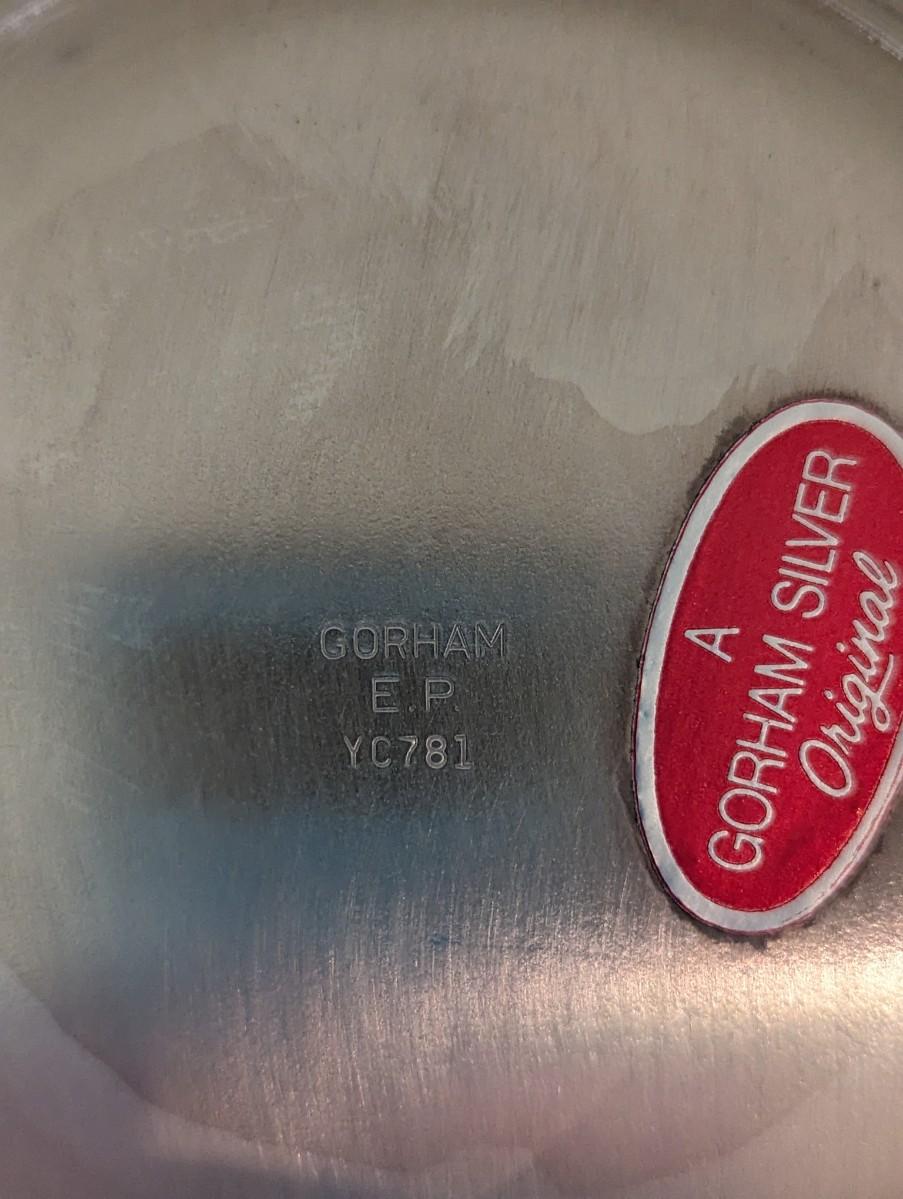 GORHAM
E.P.
YC781
A
GORHAM SILVER
Original